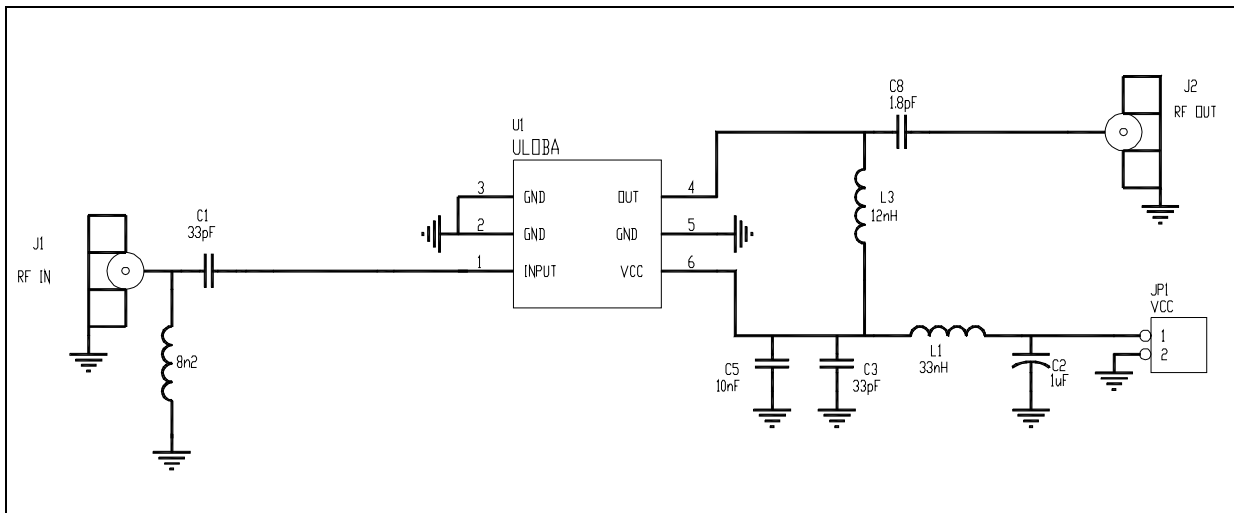 U1
ULOBA
3
GND
2
GND
1
INPUT
OUT
4
GND
5
VCC
6
J1
RF IN
C1
33pF
8n2
C8
1.8pF
J2
RF OUT
L3
12nH
C5
10nF
C3
33pF
L1
33nH
C2
1uF
JP1
VCC
1
2